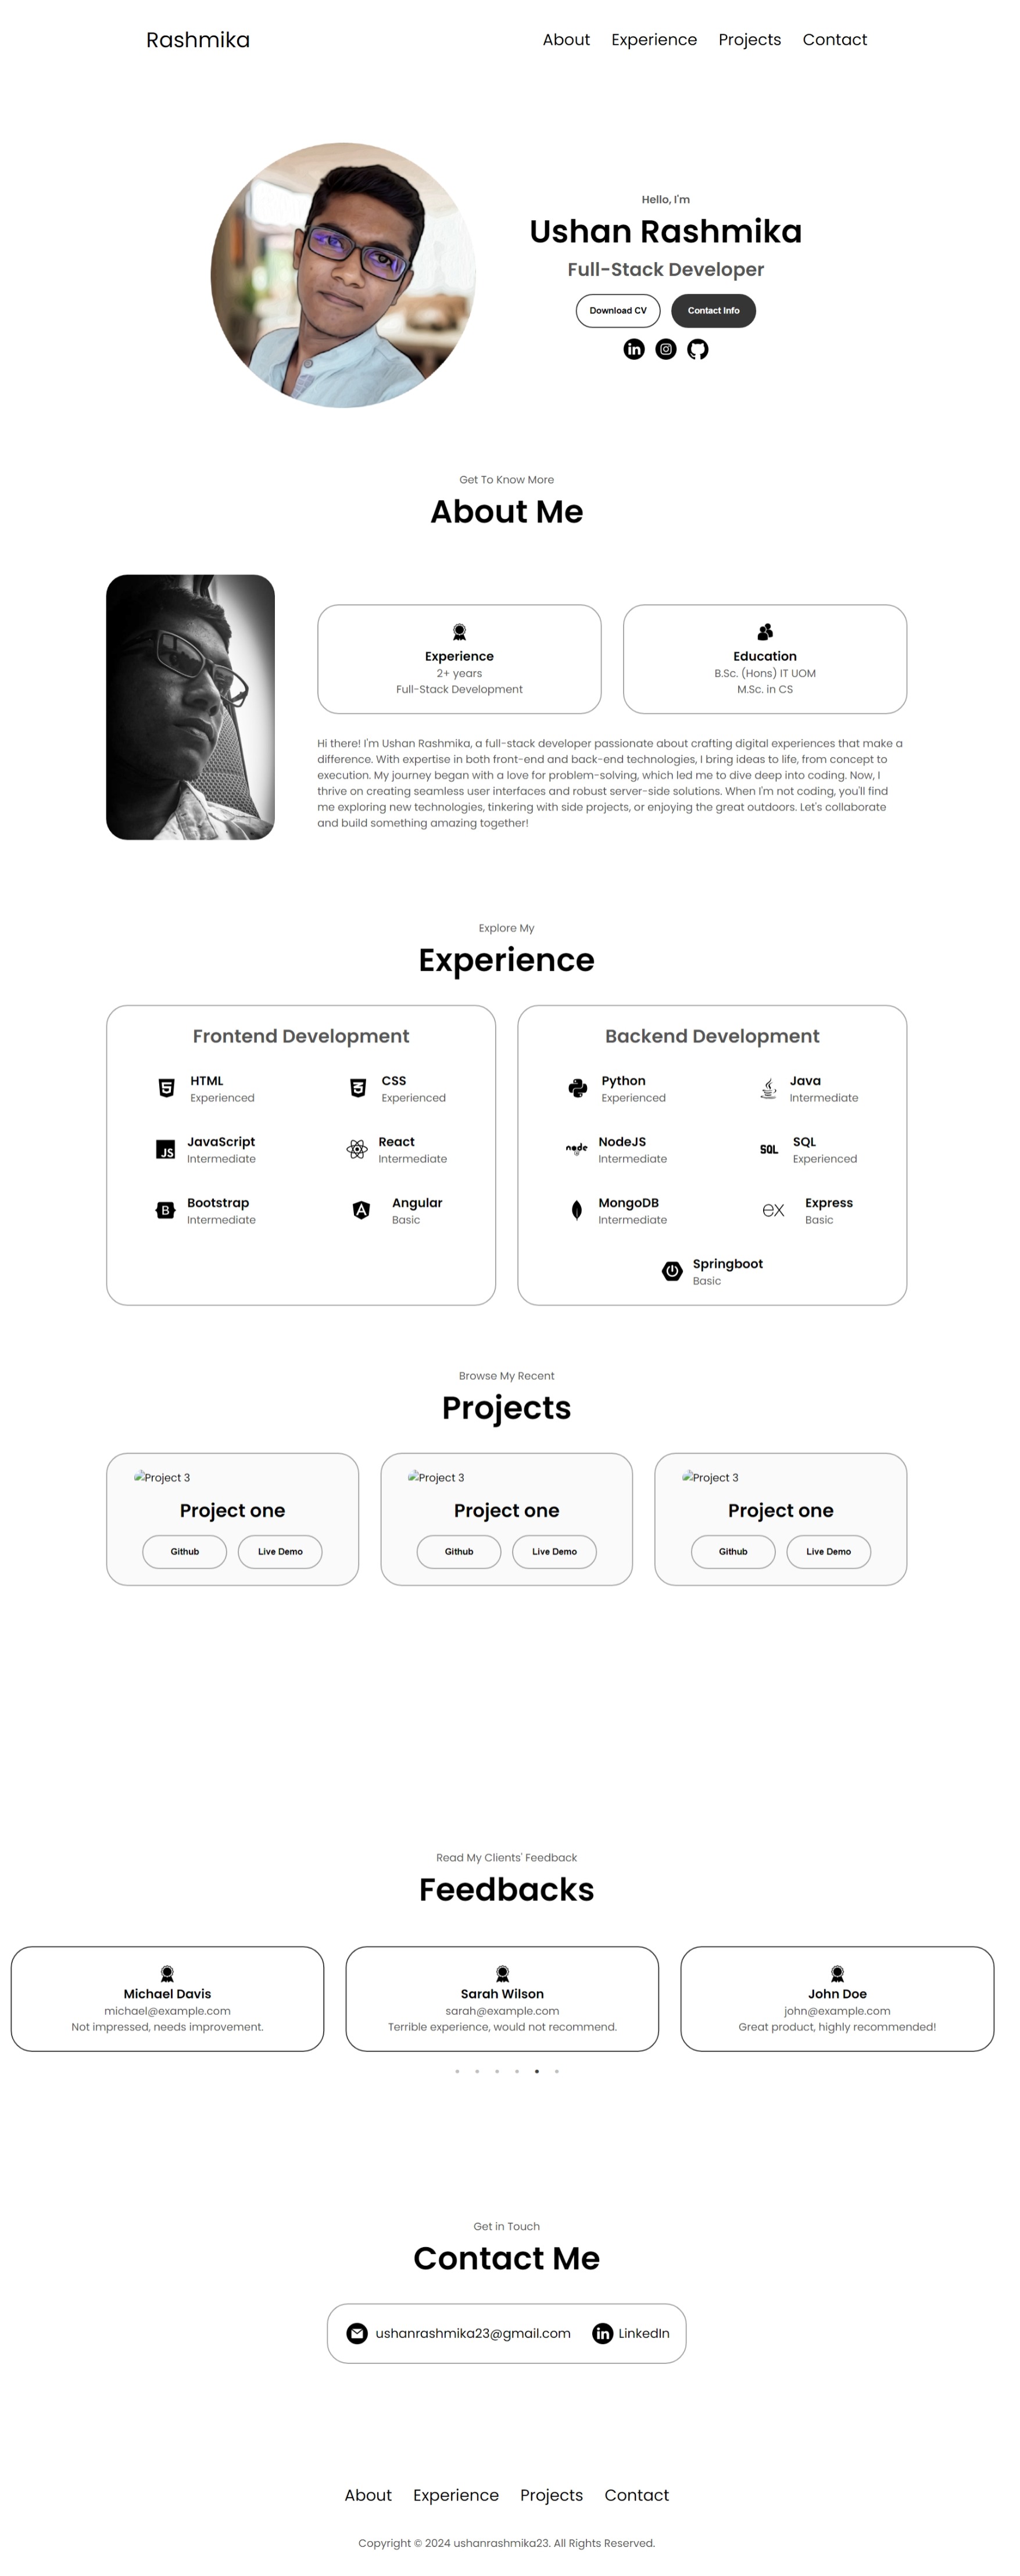 Rashmika
About Experience Projects Contact
Hello, I'm
Ushan Rashmika
Full-Stack Developer
Download CV Contact Info
in
Get To Know More
About Me
Experience
2+ years
Full-Stack Development
Education
B.Sc. (Hons) IT UOM
M.Sc. in CS
Hi there! I'm Ushan Rashmika, a full-stack developer passionate about crafting digital experiences that make a
difference. With expertise in both front-end and back-end technologies, I bring ideas to life, from concept to
execution. My journey began with a love for problem-solving, which led me to dive deep into coding. Now, I
thrive on creating seamless user interfaces and robust server-side solutions. When I'm not coding, you'll find
me exploring new technologies, tinkering with side projects, or enjoying the great outdoors. Let's collaborate
and build something amazing together!
Explore My
Experience
Frontend Development
HTML
Experienced
CSS
Experienced
JS
JavaScript
Intermediate
React
Intermediate
B
Bootstrap
Intermediate
A
Angular
Basic
Backend Development
Python
Experienced
Java
Intermediate
node
NodeJS
Intermediate
SQL
SQL
Experienced
MongoDB
Intermediate
ex
Express
Basic
Springboot
Basic
Browse My Recent
Projects
Project 3
Project one
Github Live Demo
Project 3
Project one
Github Live Demo
Project 3
Project one
Github Live Demo
Read My Clients' Feedback
Feedbacks
Michael Davis
michael@example.com
Not impressed, needs improvement.
Sarah Wilson
sarah@example.com
Terrible experience, would not recommend.
John Doe
john@example.com
Great product, highly recommended!
Get in Touch
Contact Me
ushanrashmika23@gmail.com in LinkedIn
About Experience Projects Contact
Copyright © 2024 ushanrashmika23. All Rights Reserved.